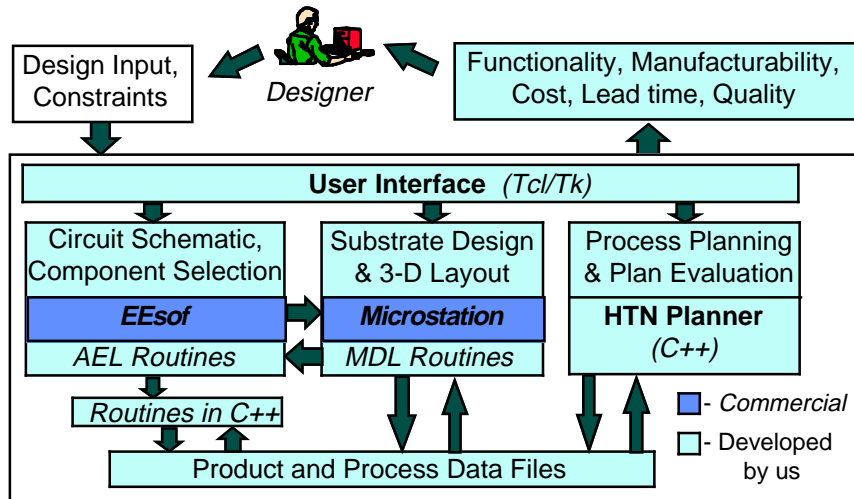 Design Input,
Constraints
Designer
Functionality, Manufacturability,
Cost, Lead time, Quality
User Interface (Tcl/Tk)
Circuit Schematic,
Component Selection
EEsof
AEL Routines
Substrate Design
& 3-D Layout
Microstation
MDL Routines
Process Planning
& Plan Evaluation
HTN Planner
(C++)
Routines in C++
Product and Process Data Files
- Commercial
- Developed
by us